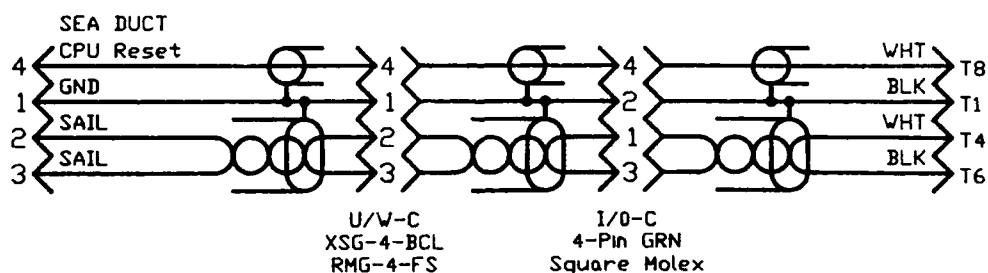 SEA DUCT
4 CPU Reset 4 4 WHT T8
1 GND 1 2 BLK T1
2 SAIL 2 1 WHT T4
3 SAIL 3 3 BLK T6
U/W-C I/O-C
XSG-4-BCL 4-Pin GRN
RMG-4-FS Square Molex